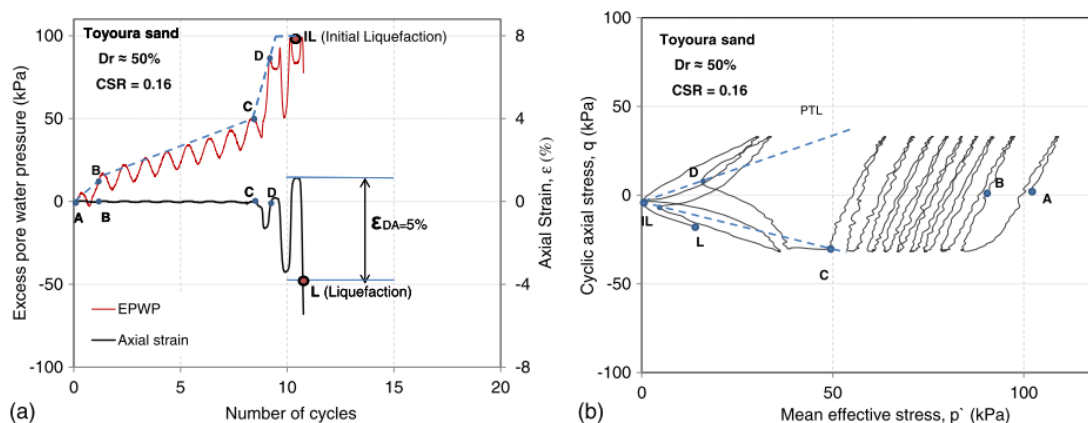 100
50
0
-50
-100
Excess pore water pressure (kPa)
Toyoura sand
Dr ≈ 50%
CSR = 0.16
IL (Initial Liquefaction)
D
C
B
A
B
C
D
εDA=5%
L (Liquefaction)
EPWP
Axial strain
8
4
0
-4
-8
Axial Strain, ε (%)
0
5
10
15
20
Number of cycles
(a)
100
50
0
-50
-100
Cyclic axial stress, q (kPa)
Toyoura sand
Dr ≈ 50%
CSR = 0.16
PTL
D
B
A
IL
L
C
0
50
100
Mean effective stress, p` (kPa)
(b)